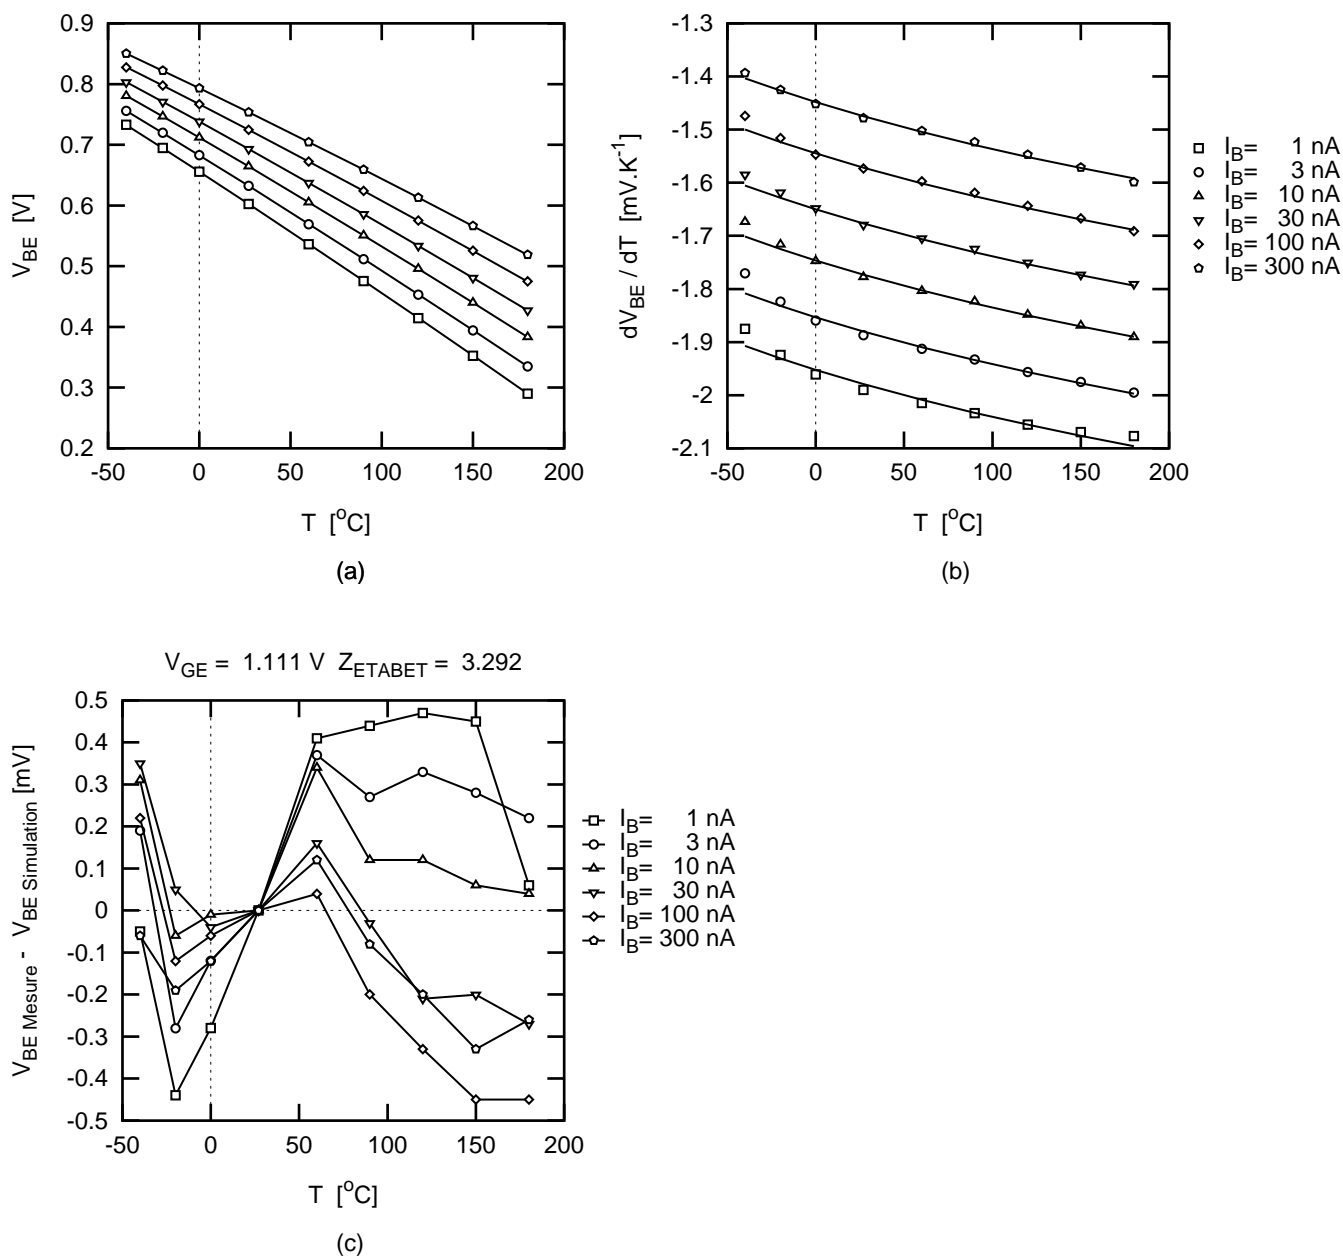 0.9
0.8
0.7
0.6
0.5
0.4
0.3
0.2
-50 0 50 100 150 200
V_BE [V]
T [°C]
(a)
-1.3
-1.4
-1.5
-1.6
-1.7
-1.8
-1.9
-2
-2.1
-50 0 50 100 150 200
dV_BE / dT [mV.K⁻¹]
T [°C]
(b)
I_B= 1 nA
I_B= 3 nA
I_B= 10 nA
I_B= 30 nA
I_B= 100 nA
I_B= 300 nA
V_GE = 1.111 V Z_ETABET = 3.292
0.5
0.4
0.3
0.2
0.1
0
-0.1
-0.2
-0.3
-0.4
-0.5
-50 0 50 100 150 200
V_BE Mesure - V_BE Simulation [mV]
T [°C]
(c)
I_B= 1 nA
I_B= 3 nA
I_B= 10 nA
I_B= 30 nA
I_B= 100 nA
I_B= 300 nA